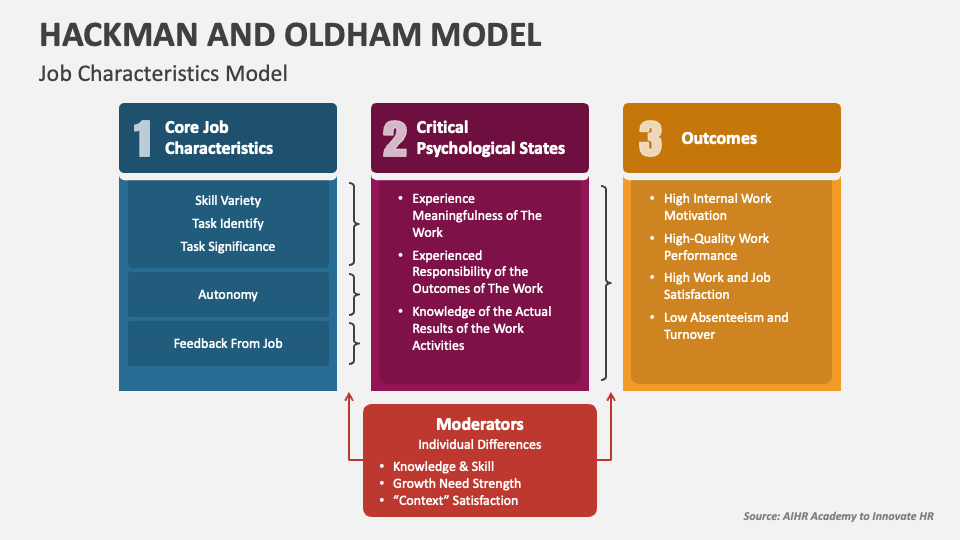 HACKMAN AND OLDHAM MODEL
Job Characteristics Model
1
Core Job
Characteristics
Skill Variety
Task Identify
Task Significance
Autonomy
Feedback From Job
2
Critical
Psychological States
• Experience
Meaningfulness of The
Work
• Experienced
Responsibility of the
Outcomes of The Work
• Knowledge of the Actual
Results of the Work
Activities
3
Outcomes
• High Internal Work
Motivation
• High-Quality Work
Performance
• High Work and Job
Satisfaction
• Low Absenteeism and
Turnover
Moderators
Individual Differences
• Knowledge & Skill
• Growth Need Strength
• “Context” Satisfaction
Source: AIHR Academy to Innovate HR